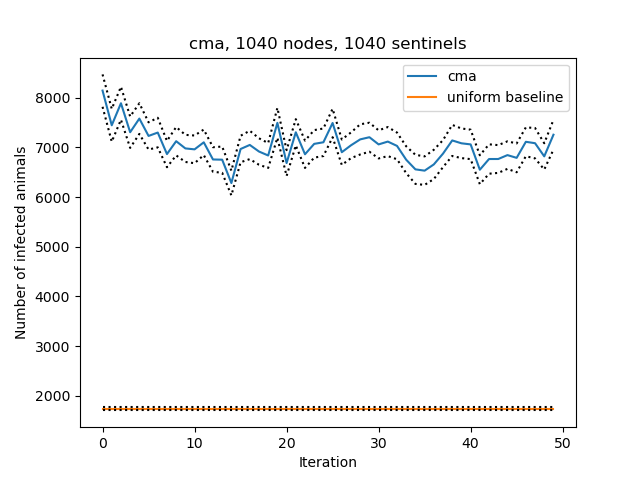 cma, 1040 nodes, 1040 sentinels
cma
uniform baseline
8000
7000
6000
5000
4000
3000
2000
Number of infected animals
0 10 20 30 40 50
Iteration